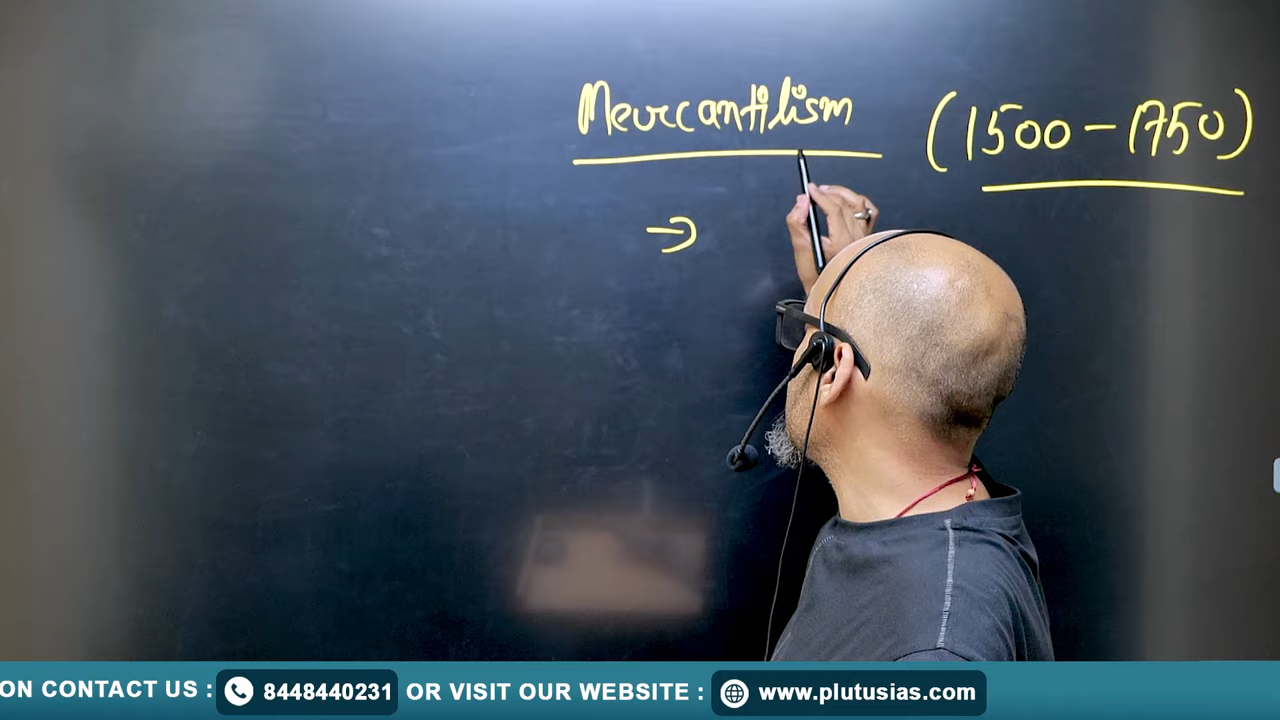 Meurcantilism (1500-1750)
→
ON CONTACT US : 8448440231 OR VISIT OUR WEBSITE : www.plutusias.com